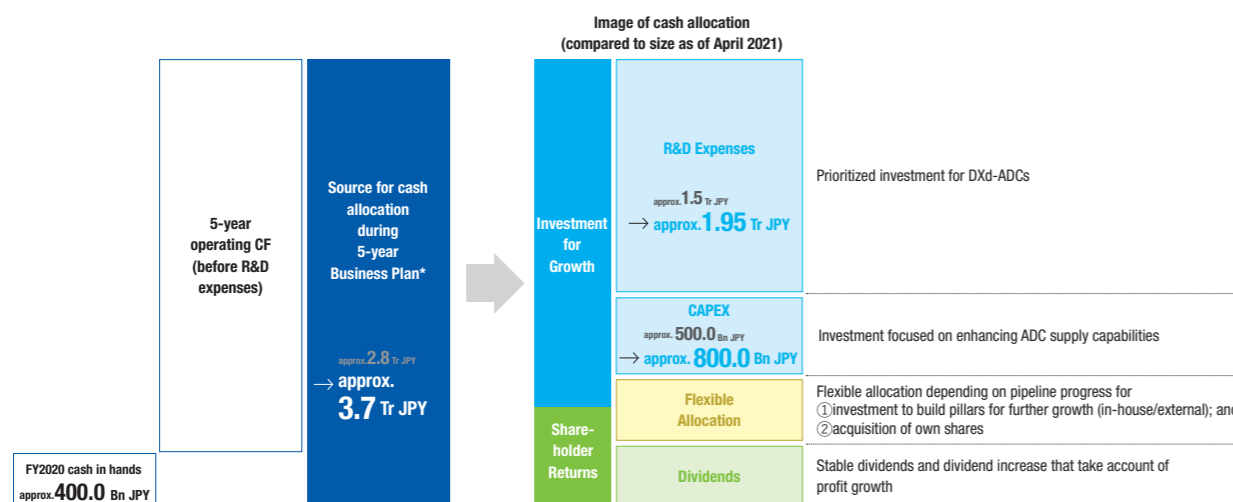 Image of cash allocation
(compared to size as of April 2021)
5-year
operating CF
(before R&D
expenses)
FY2020 cash in hands
approx.400.0 Bn JPY
Source for cash
allocation
during
5-year
Business Plan*
approx.2.8 Tr JPY
→ approx.
3.7 Tr JPY
Investment
for
Growth
Share-
holder
Returns
R&D Expenses
approx.1.5 Tr JPY
→ approx.1.95 Tr JPY
Prioritized investment for DXd-ADCs
CAPEX
approx. 500.0 Bn JPY
→ approx. 800.0 Bn JPY
Investment focused on enhancing ADC supply capabilities
Flexible
Allocation
Flexible allocation depending on pipeline progress for
①investment to build pillars for further growth (in-house/external); and
②acquisition of own shares
Dividends
Stable dividends and dividend increase that take account of
profit growth